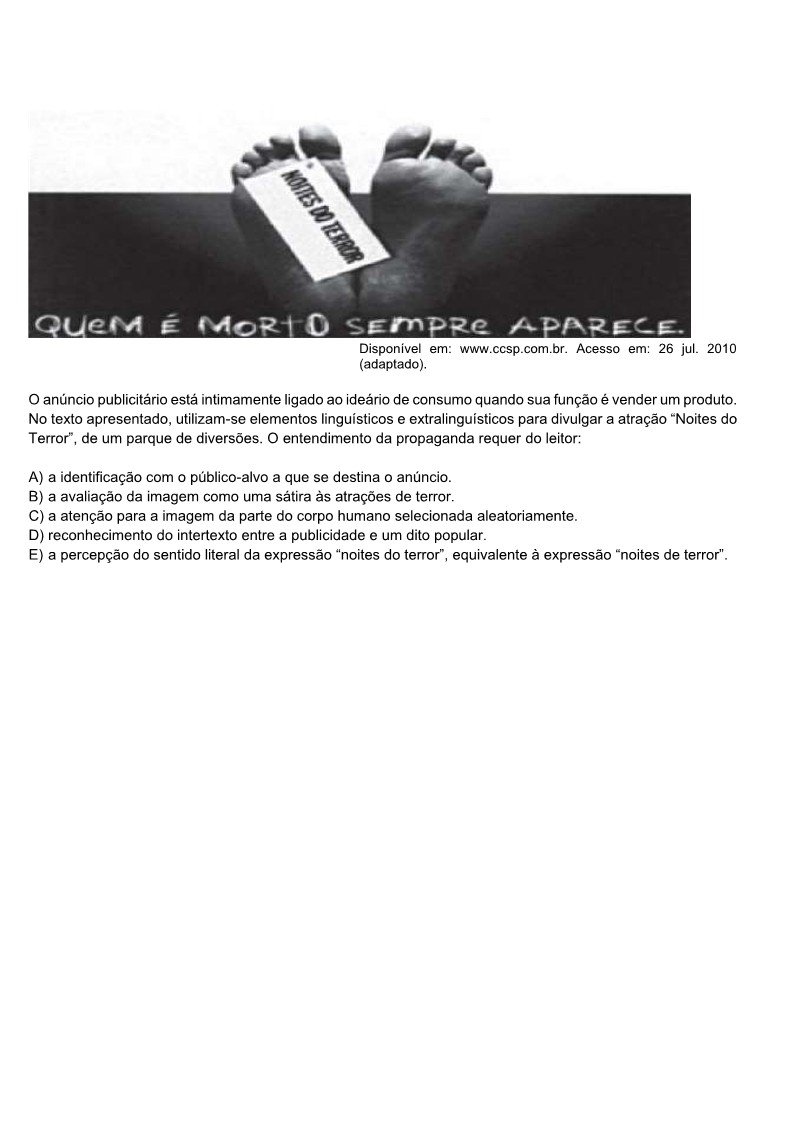 NOITES DO TERROR
QUEM É MORTO SEMPRE APARECE.
Disponível em: www.ccsp.com.br. Acesso em: 26 jul. 2010
(adaptado).
O anúncio publicitário está intimamente ligado ao ideário de consumo quando sua função é vender um produto.
No texto apresentado, utilizam-se elementos linguísticos e extralinguísticos para divulgar a atração “Noites do
Terror”, de um parque de diversões. O entendimento da propaganda requer do leitor:
A) a identificação com o público-alvo a que se destina o anúncio.
B) a avaliação da imagem como uma sátira às atrações de terror.
C) a atenção para a imagem da parte do corpo humano selecionada aleatoriamente.
D) reconhecimento do intertexto entre a publicidade e um dito popular.
E) a percepção do sentido literal da expressão “noites do terror”, equivalente à expressão “noites de terror”.